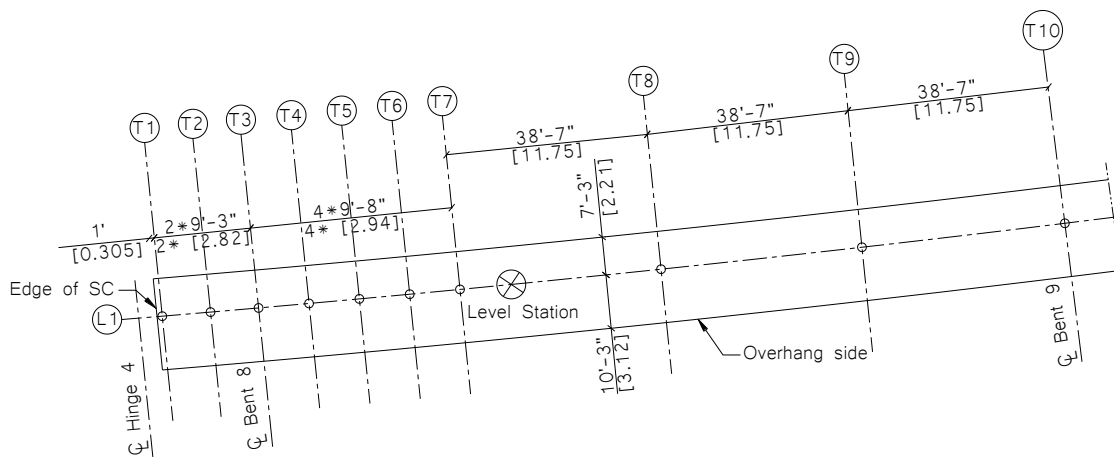 T10
T9
T8
T7
T6
T5
T4
T3
T2
T1
38'-7"
[11.75]
38'-7"
[11.75]
38'-7"
[11.75]
7'-3"
[2.21]
4*9'-8"
4* [2.94]
2*9'-3"
2* [2.82]
1'
[0.305]
Edge of SC
L1
Level Station
Overhang side
10'-3"
[3.12]
℄ Hinge 4
℄ Bent 8
℄ Bent 9